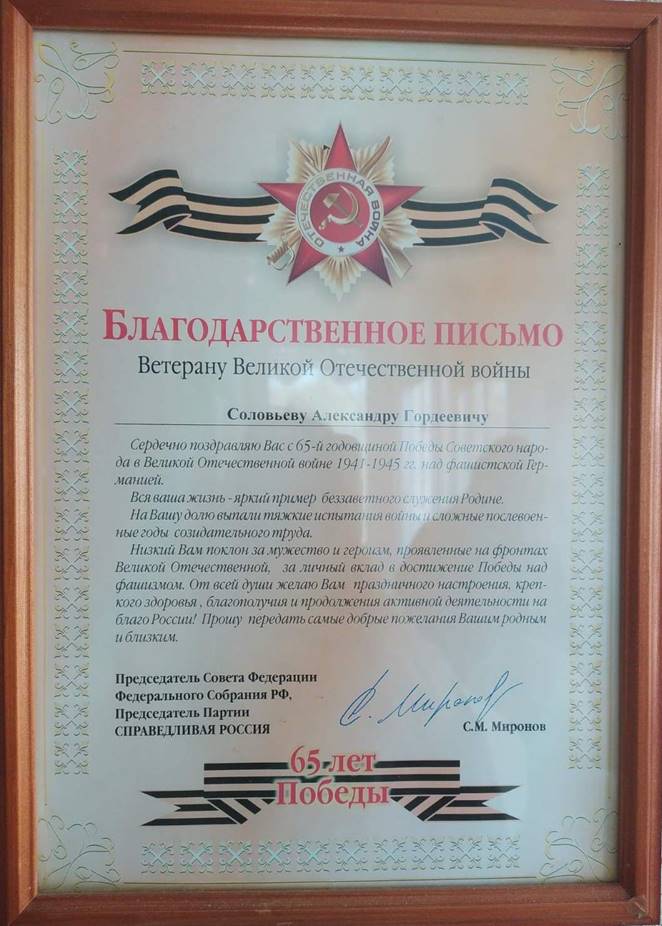 ОТЕЧЕСТВЕННАЯ ВОЙНА
БЛАГОДАРСТВЕННОЕ ПИСЬМО
Ветерану Великой Отечественной войны
Соловьеву Александру Гордеевичу
Сердечно поздравляю Вас с 65-й годовщиной Победы Советского наро-
да в Великой Отечественной войне 1941-1945 гг. над фашистской Гер-
манией.
Вся ваша жизнь - яркий пример беззаветного служения Родине.
На Вашу долю выпали тяжкие испытания войны и сложные послевоен-
ные годы созидательного труда.
Низкий Вам поклон за мужество и героизм, проявленные на фронтах
Великой Отечественной, за личный вклад в достижение Победы над
фашизмом. От всей души желаю Вам праздничного настроения, креп-
кого здоровья , благополучия и продолжения активной деятельности на
благо России! Прошу передать самые добрые пожелания Вашим родным
и близким.
Председатель Совета Федерации
Федерального Собрания РФ,
Председатель Партии
СПРАВЕДЛИВАЯ РОССИЯ
С. Миронов
С.М. Миронов
65 лет
Победы